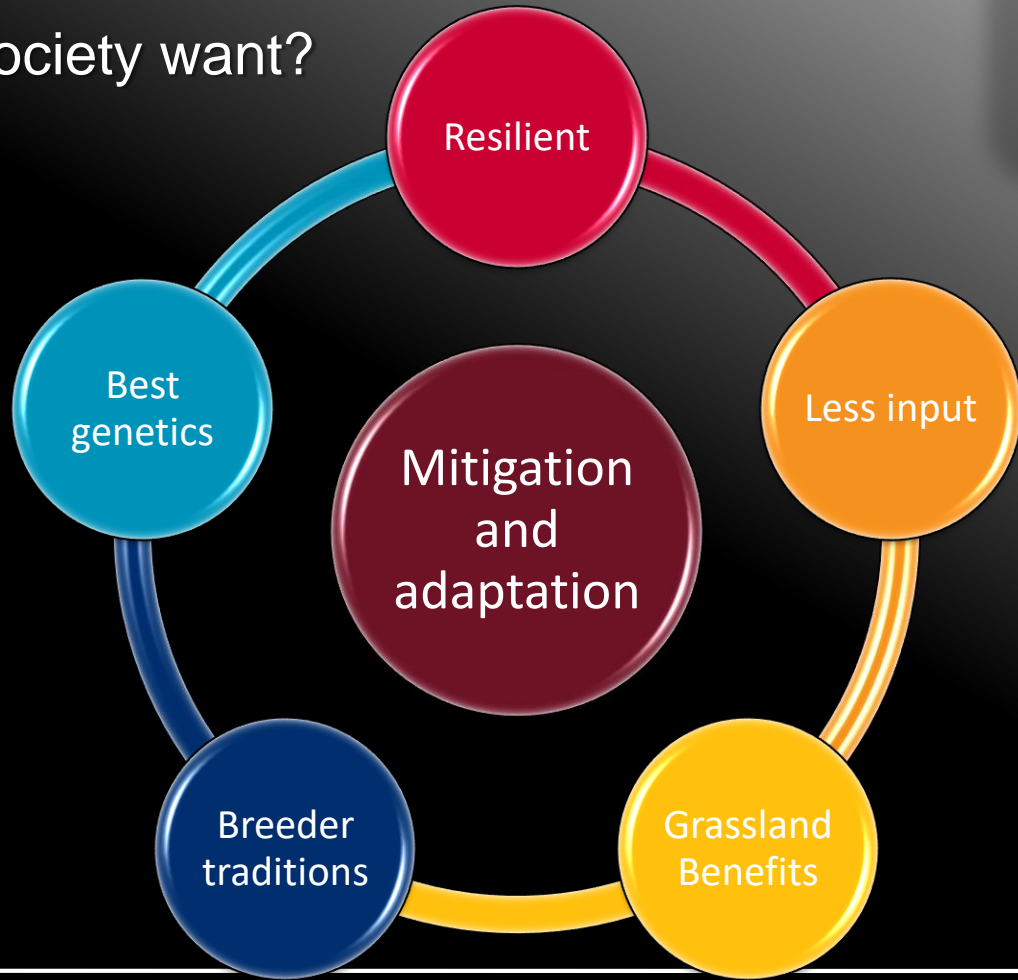 ociety want?
Resilient
Less input
Best
genetics
Mitigation
and
adaptation
Breeder
traditions
Grassland
Benefits